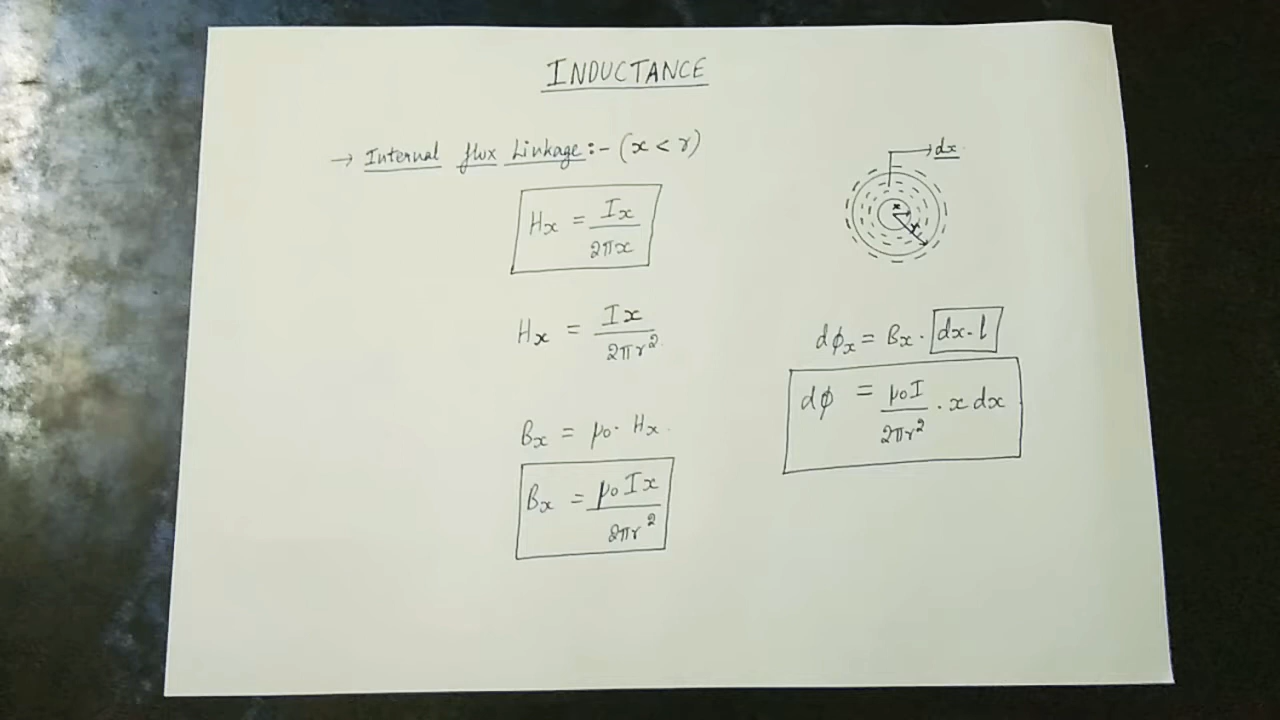 INDUCTANCE
→ Internal flux Linkage :- (x < r)
Hx = Ix / 2πx
Hx = Ix / 2πr²
Bx = μ₀ · Hx
Bx = μ₀Ix / 2πr²
dx
x
r
dϕx = Bx · dx · l
dϕ = μ₀I / 2πr² · x dx